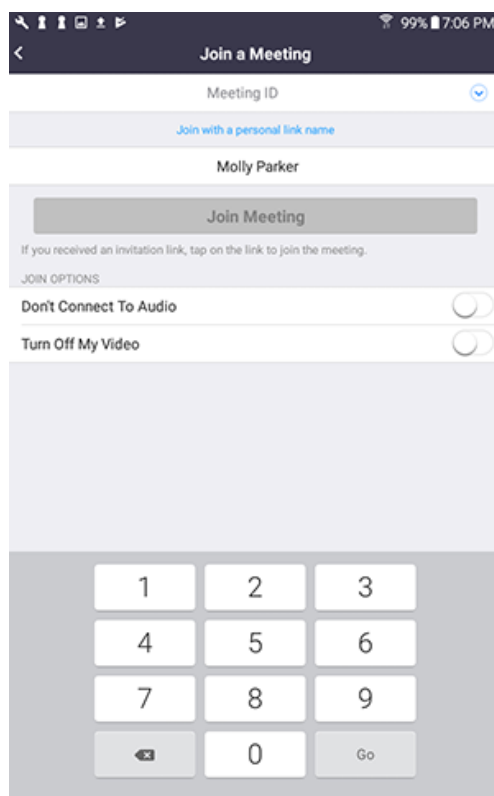 99% 7:06 PM
Join a Meeting
Meeting ID
Join with a personal link name
Molly Parker
Join Meeting
If you received an invitation link, tap on the link to join the meeting.
JOIN OPTIONS
Don't Connect To Audio
Turn Off My Video
1 2 3
4 5 6
7 8 9
0 Go